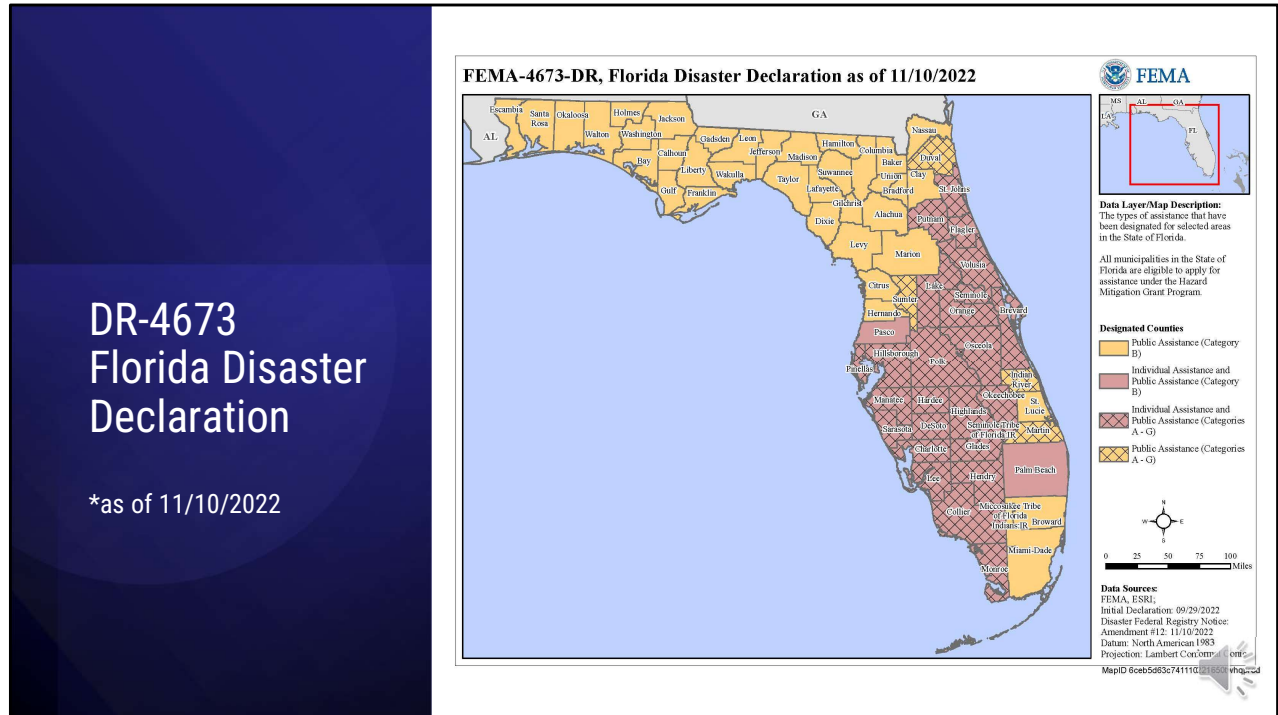 DR-4673
Florida Disaster
Declaration
*as of 11/10/2022
FEMA-4673-DR, Florida Disaster Declaration as of 11/10/2022
FEMA
Escambia
Santa
Rosa
Okaloosa
Holmes
Jackson
Walton
Washington
Bay
Calhoun
Gadsden
Leon
Liberty
Wakulla
Gulf
Franklin
Jefferson
Madison
Hamilton
Taylor
Lafayette
Suwannee
Columbia
Baker
Nassau
Duval
Union
Clay
Bradford
St. Johns
Gilchrist
Dixie
Alachua
Putnam
Flagler
Levy
Marion
Volusia
Citrus
Sumter
Lake
Seminole
Hernando
Orange
Brevard
Pasco
Osceola
Hillsborough
Polk
Pinellas
Indian
River
Manatee
Hardee
Okeechobee
St.
Lucie
Highlands
Sarasota
DeSoto
Seminole Tribe
of Florida IR
Martin
Charlotte
Glades
Lee
Hendry
Palm Beach
Collier
Miccosukee Tribe
of Florida
Indians IR
Broward
Miami-Dade
Monroe
AL
GA
MS
AL
GA
LA
FL
Data Layer/Map Description:
The types of assistance that have
been designated for selected areas
in the State of Florida.
All municipalities in the State of
Florida are eligible to apply for
assistance under the Hazard
Mitigation Grant Program.
Designated Counties
Public Assistance (Category
B)
Individual Assistance and
Public Assistance (Category
B)
Individual Assistance and
Public Assistance (Categories
A - G)
Public Assistance (Categories
A - G)
N
W
E
S
0 25 50 75 100
Miles
Data Sources:
FEMA, ESRI;
Initial Declaration: 09/29/2022
Disaster Federal Registry Notice:
Amendment #12: 11/10/2022
Datum: North American 1983
Projection: Lambert Conformal Conic
MapID